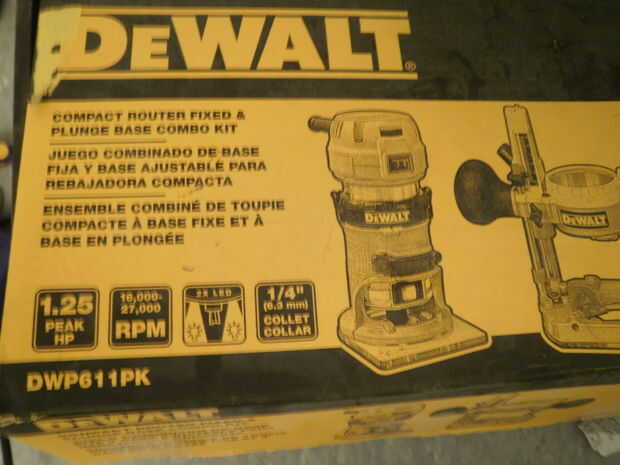 DEWALT®
COMPACT ROUTER FIXED &
PLUNGE BASE COMBO KIT
JUEGO COMBINADO DE BASE
FIJA Y BASE AJUSTABLE PARA
REBAJADORA COMPACTA
ENSEMBLE COMBINÉ DE TOUPIE
COMPACTE À BASE FIXE ET À
BASE EN PLONGÉE
DEWALT
DEWALT
1.25
PEAK
HP
16,000-
27,000
RPM
2X LED
1/4"
(6.3 mm)
COLLET
COLLAR
DWP611PK
DEWALT